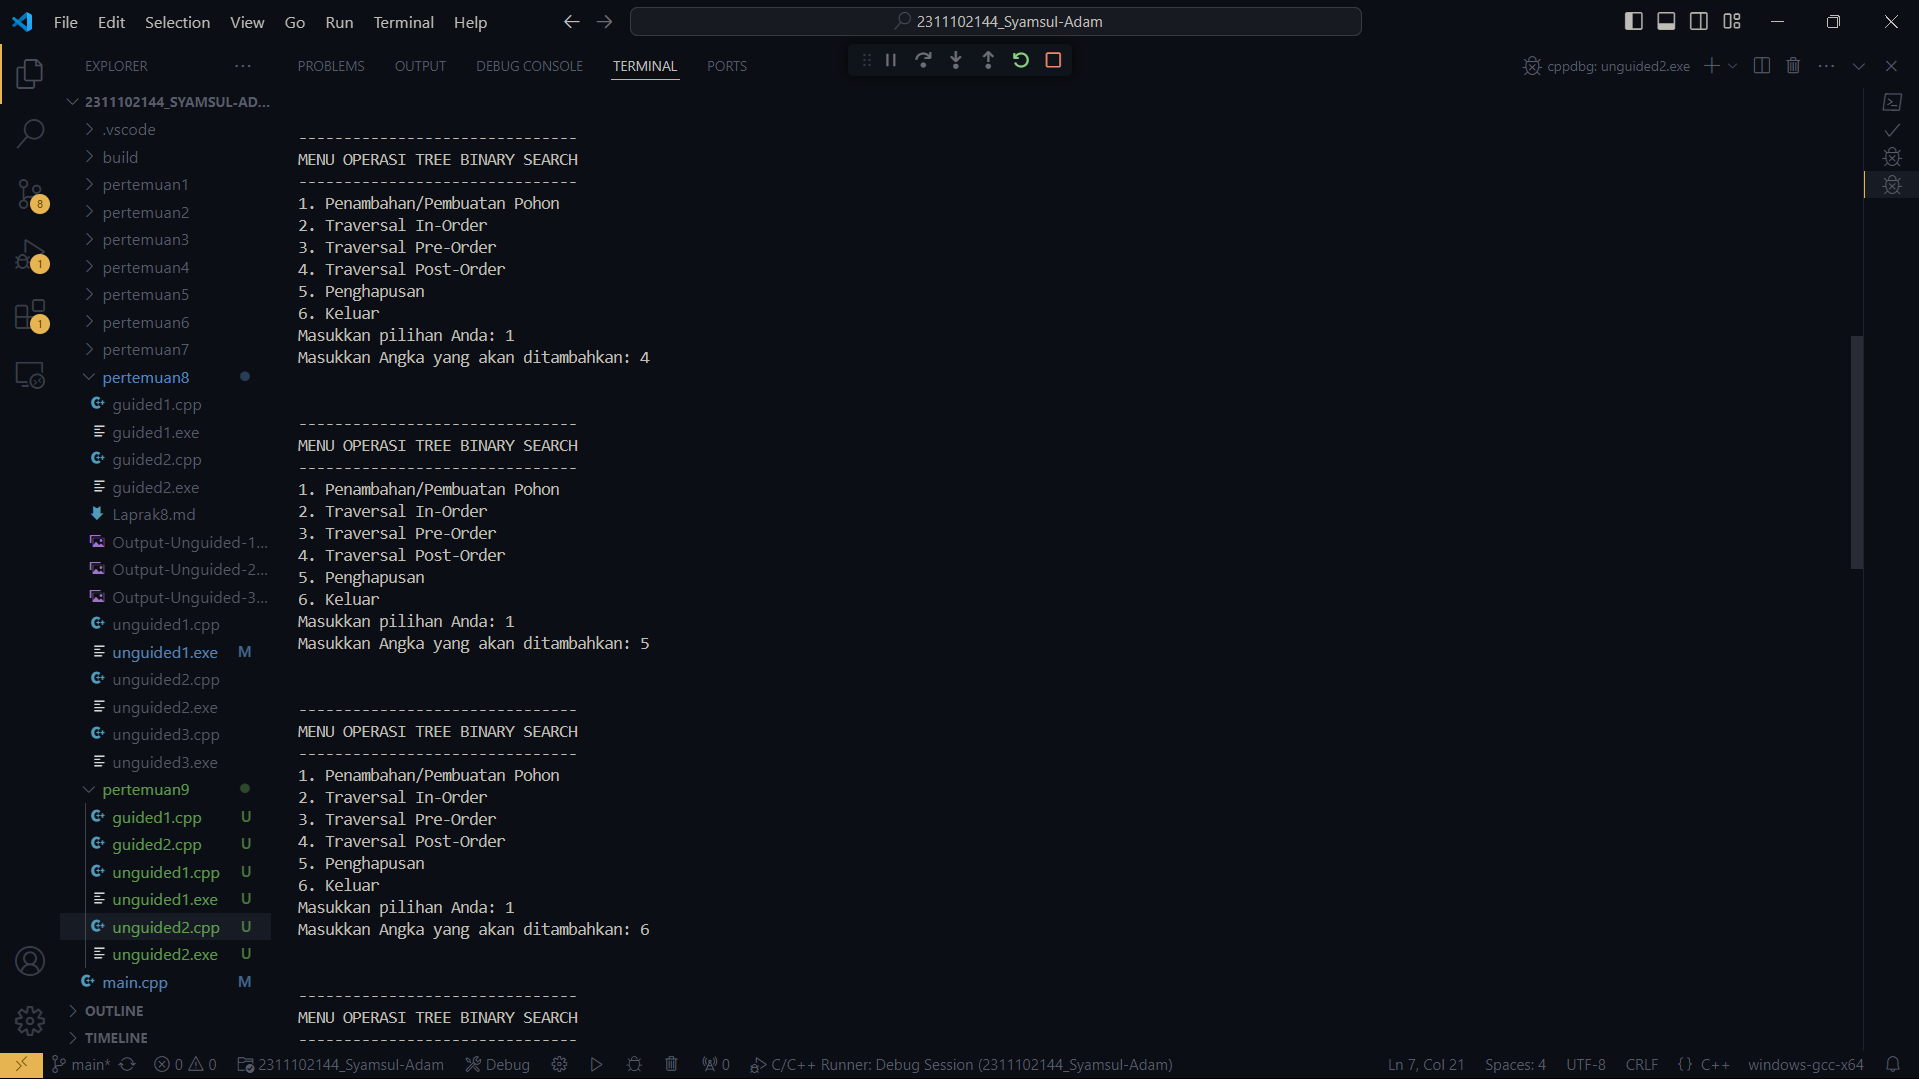 File Edit Selection View Go Run Terminal Help
2311102144_Syamsul-Adam
EXPLORER
PROBLEMS OUTPUT DEBUG CONSOLE TERMINAL PORTS
cppdbg: unguided2.exe
2311102144_SYAMSUL-AD...
.vscode
build
pertemuan1
pertemuan2
pertemuan3
pertemuan4
pertemuan5
pertemuan6
pertemuan7
pertemuan8
guided1.cpp
guided1.exe
guided2.cpp
guided2.exe
Laprak8.md
Output-Unguided-1...
Output-Unguided-2...
Output-Unguided-3...
unguided1.cpp
unguided1.exe M
unguided2.cpp
unguided2.exe
unguided3.cpp
unguided3.exe
pertemuan9
guided1.cpp U
guided2.cpp U
unguided1.cpp U
unguided1.exe U
unguided2.cpp U
unguided2.exe U
main.cpp M
OUTLINE
TIMELINE
8
1
1
-------------------------------
MENU OPERASI TREE BINARY SEARCH
-------------------------------
1. Penambahan/Pembuatan Pohon
2. Traversal In-Order
3. Traversal Pre-Order
4. Traversal Post-Order
5. Penghapusan
6. Keluar
Masukkan pilihan Anda: 1
Masukkan Angka yang akan ditambahkan: 4
-------------------------------
MENU OPERASI TREE BINARY SEARCH
-------------------------------
1. Penambahan/Pembuatan Pohon
2. Traversal In-Order
3. Traversal Pre-Order
4. Traversal Post-Order
5. Penghapusan
6. Keluar
Masukkan pilihan Anda: 1
Masukkan Angka yang akan ditambahkan: 5
-------------------------------
MENU OPERASI TREE BINARY SEARCH
-------------------------------
1. Penambahan/Pembuatan Pohon
2. Traversal In-Order
3. Traversal Pre-Order
4. Traversal Post-Order
5. Penghapusan
6. Keluar
Masukkan pilihan Anda: 1
Masukkan Angka yang akan ditambahkan: 6
-------------------------------
MENU OPERASI TREE BINARY SEARCH
-------------------------------
main* 0 0 2311102144_Syamsul-Adam Debug 0 C/C++ Runner: Debug Session (2311102144_Syamsul-Adam) Ln 7, Col 21 Spaces: 4 UTF-8 CRLF {} C++ windows-gcc-x64